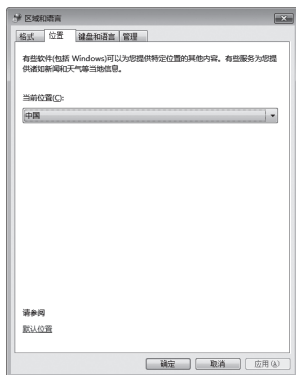 区域和语言
格式 位置 键盘和语言 管理
有些软件(包括 Windows)可以为您提供特定位置的其他内容。有些服务为您提
供诸如新闻和天气等当地信息。
当前位置(C):
中国
请参阅
默认位置
确定 取消 应用(A)